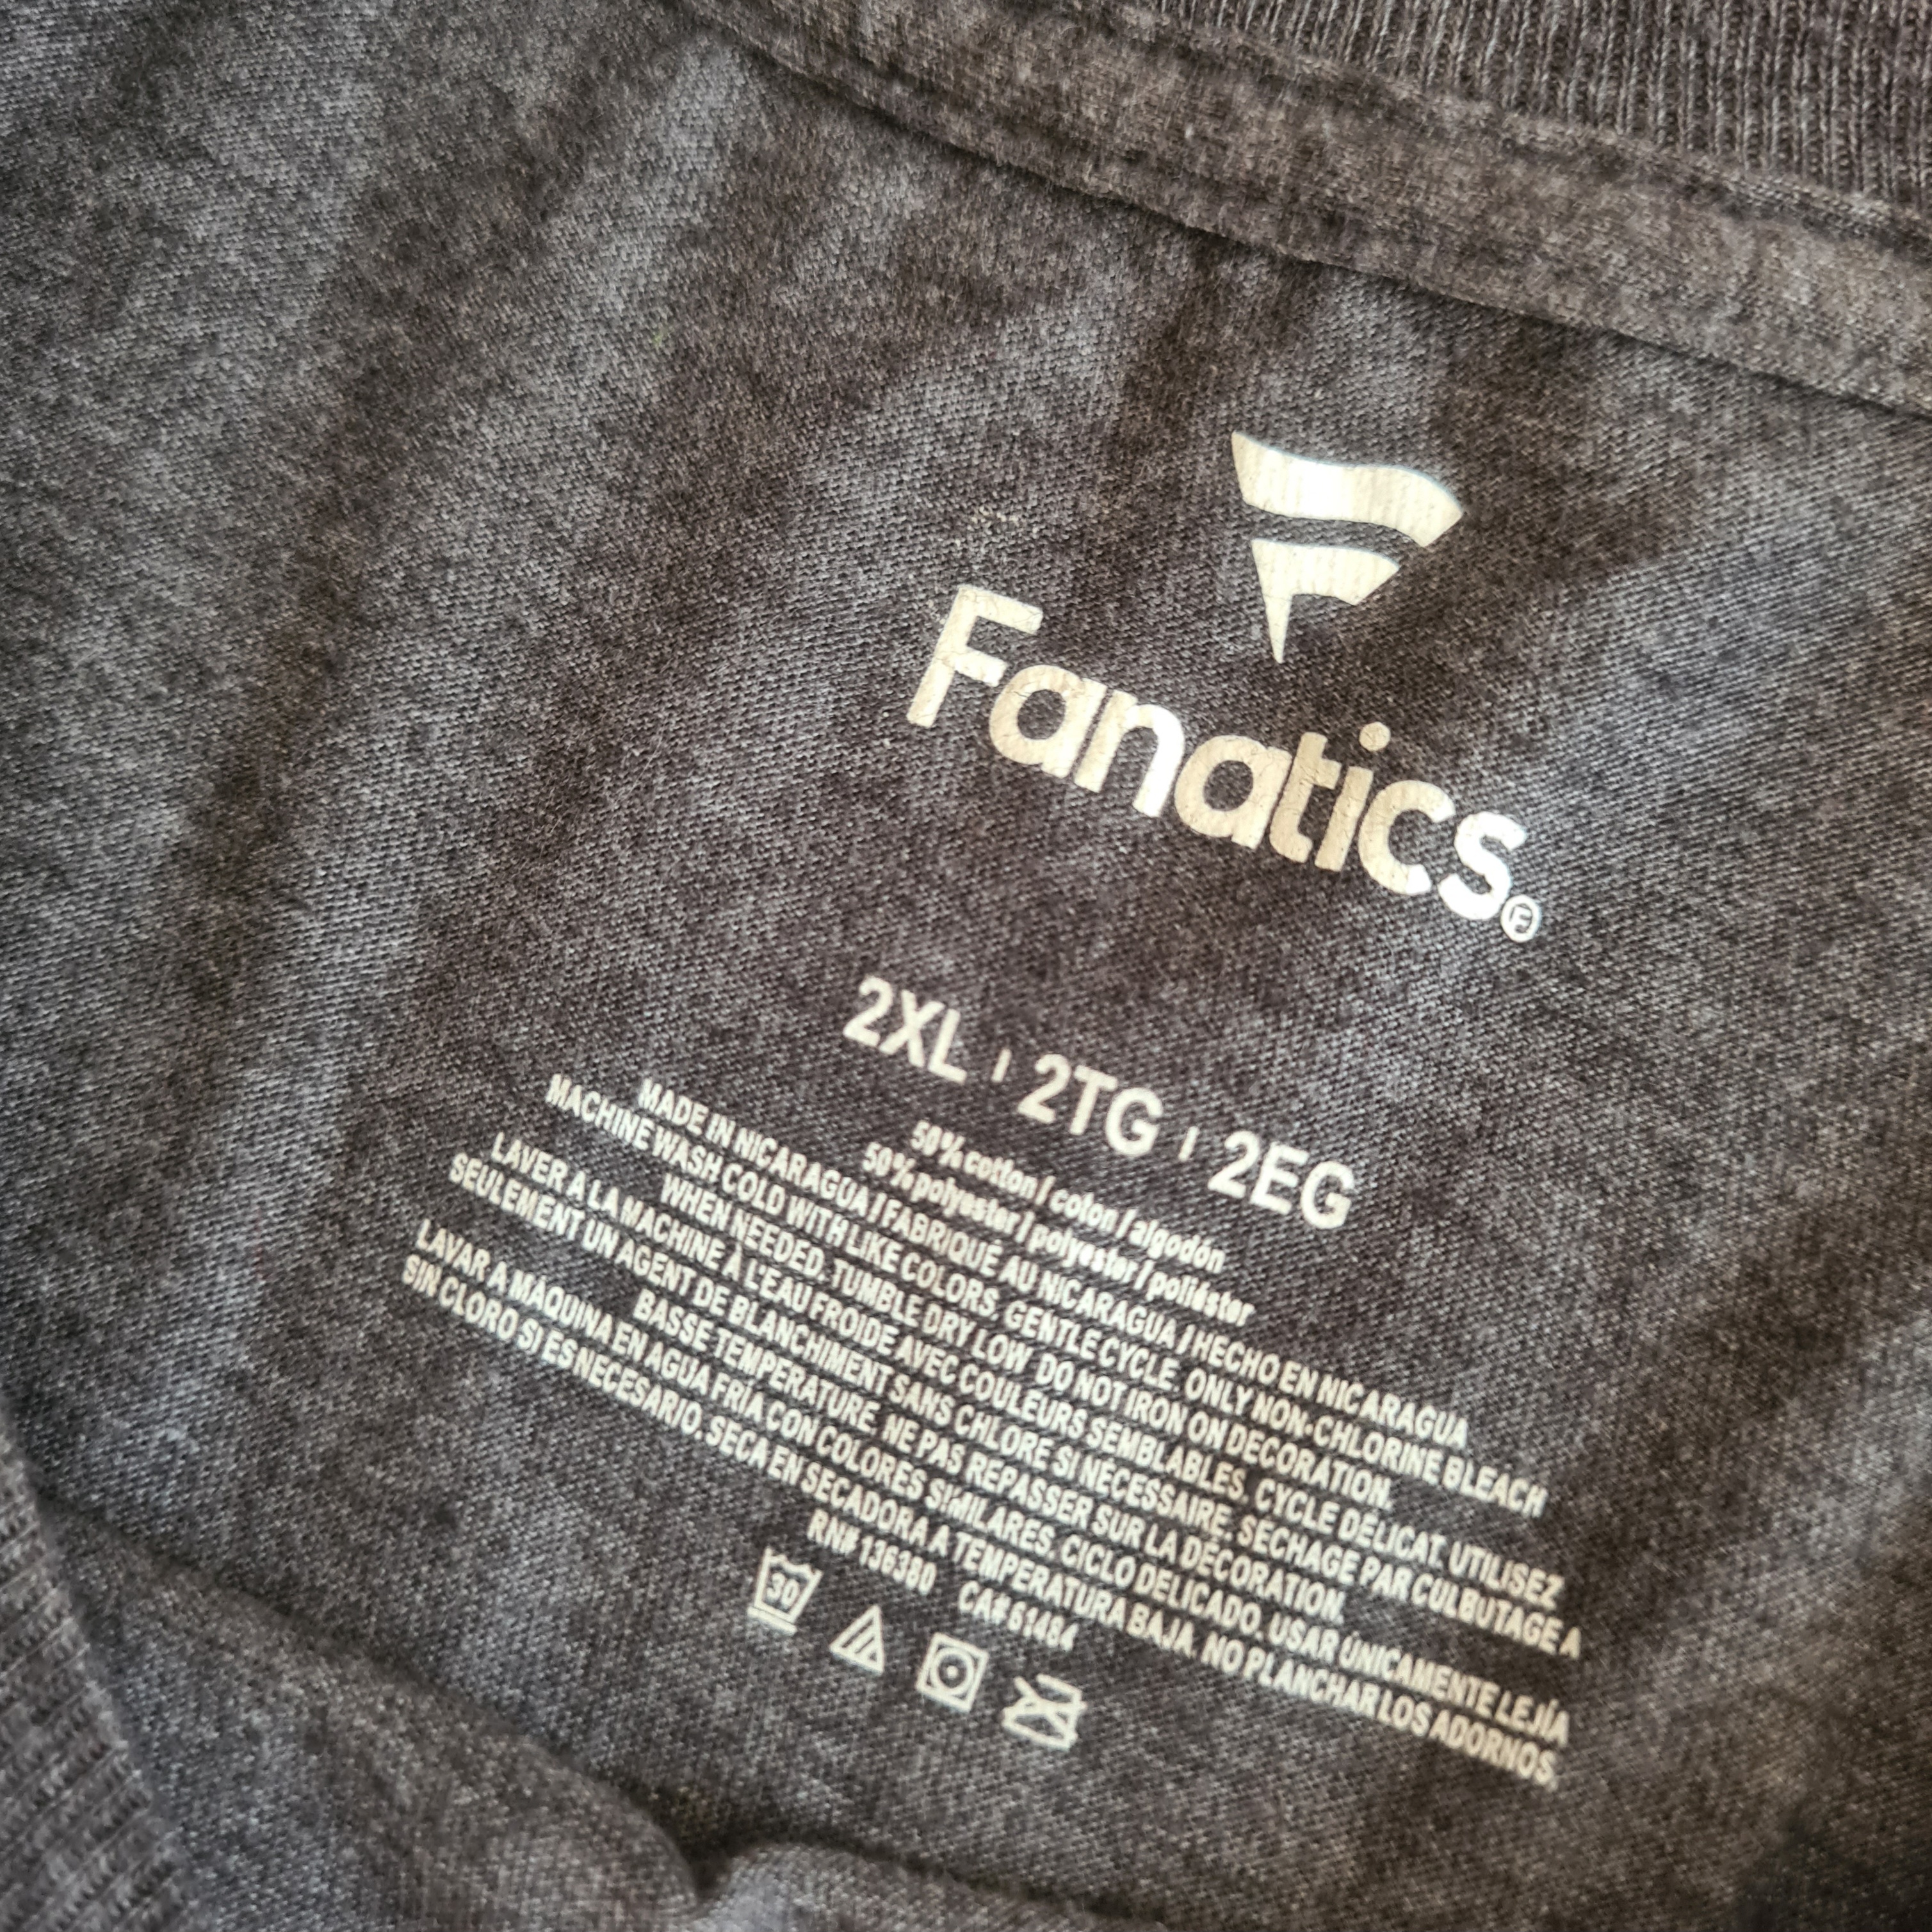 Fanatics®
2XL | 2TG | 2EG
50% cotton / coton / algodón
50% polyester / polyester / poliéster
MADE IN NICARAGUA / FABRIQUÉ AU NICARAGUA / HECHO EN NICARAGUA
MACHINE WASH COLD WITH LIKE COLORS. GENTLE CYCLE. ONLY NON-CHLORINE BLEACH
WHEN NEEDED. TUMBLE DRY LOW. DO NOT IRON ON DECORATION.
LAVER A LA MACHINE À L'EAU FROIDE AVEC COULEURS SEMBLABLES. CYCLE DÉLICAT. UTILISEZ
SEULEMENT UN AGENT DE BLANCHIMENT SANS CHLORE SI NECESSAIRE. SÉCHAGE PAR CULBUTAGE A
BASSE TEMPERATURE. NE PAS REPASSER SUR LA DÉCORATION.
LAVAR A MAQUINA EN AGUA FRÍA CON COLORES SIMILARES. CICLO DELICADO. USAR ÚNICAMENTE LEJÍA
SIN CLORO SI ES NECESARIO. SECA EN SECADORA A TEMPERATURA BAJA. NO PLANCHAR LOS ADORNOS.
RN# 136380 CA# 61484
30